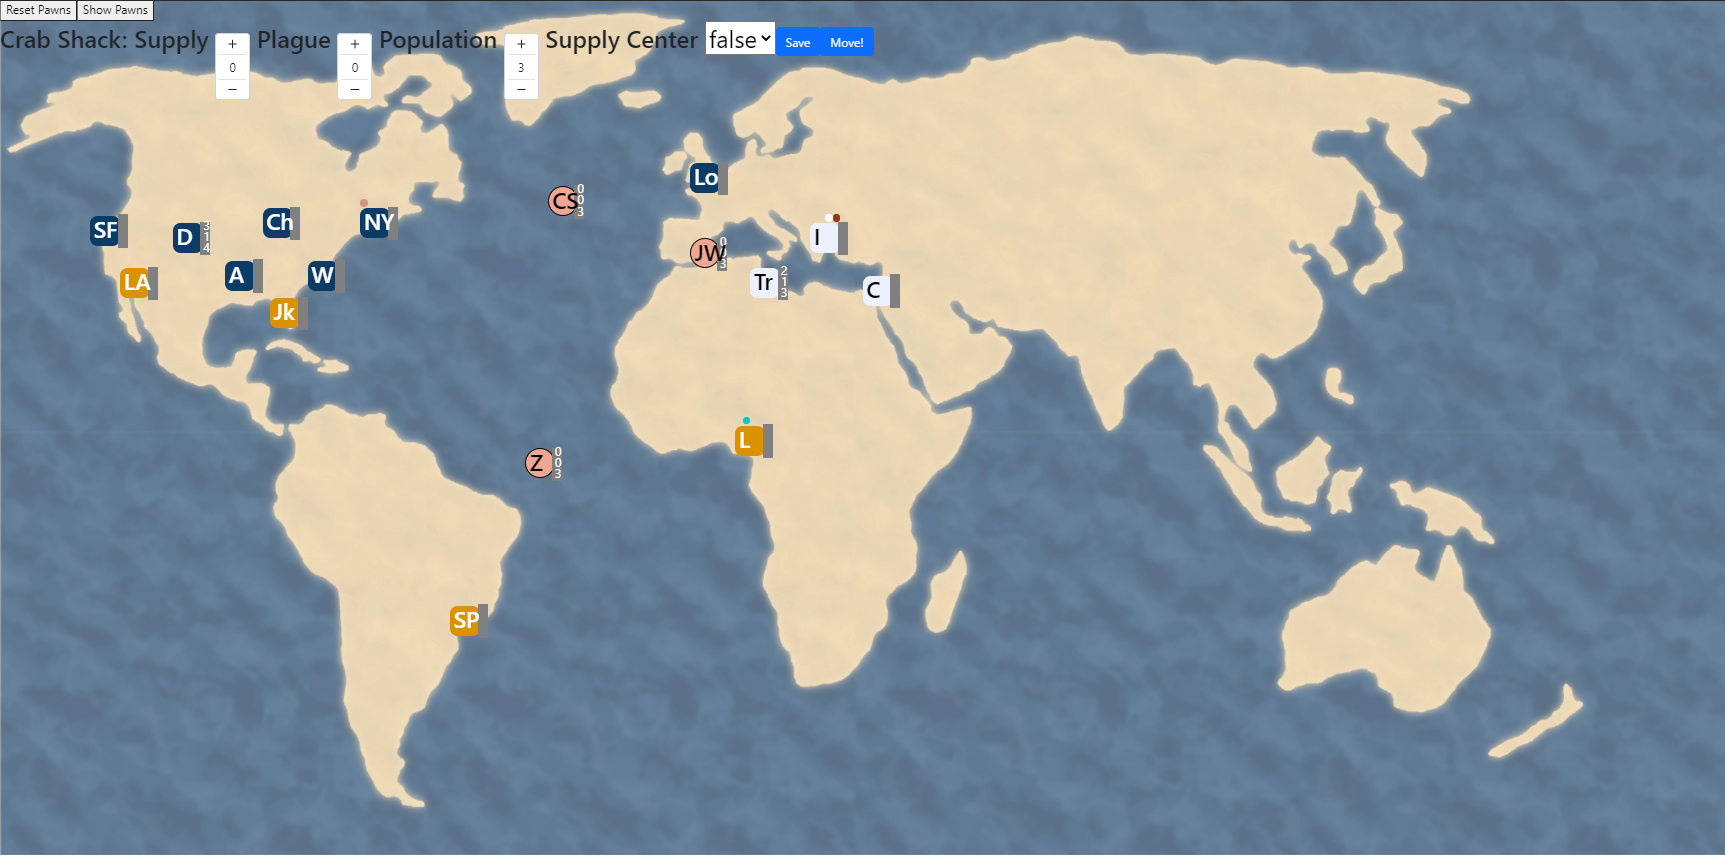 Reset Pawns Show Pawns
Crab Shack: Supply + 0 − Plague + 0 − Population + 3 − Supply Center false Save Move!
Lo
CS 0 0 3
SF
D 3 1 4
Ch
NY
I
JW 0 3
LA
A
W
Tr 2 1 3
C
Jk
L
Z 0 0 3
SP